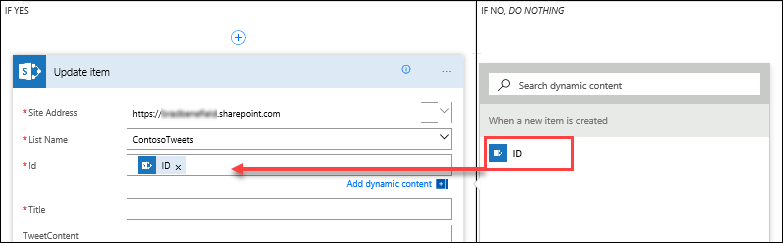 IF YES
IF NO, DO NOTHING
Update item
Search dynamic content
* Site Address
https:// .sharepoint.com
When a new item is created
* List Name
ContosoTweets
* Id
ID x
ID
Add dynamic content
* Title
TweetContent